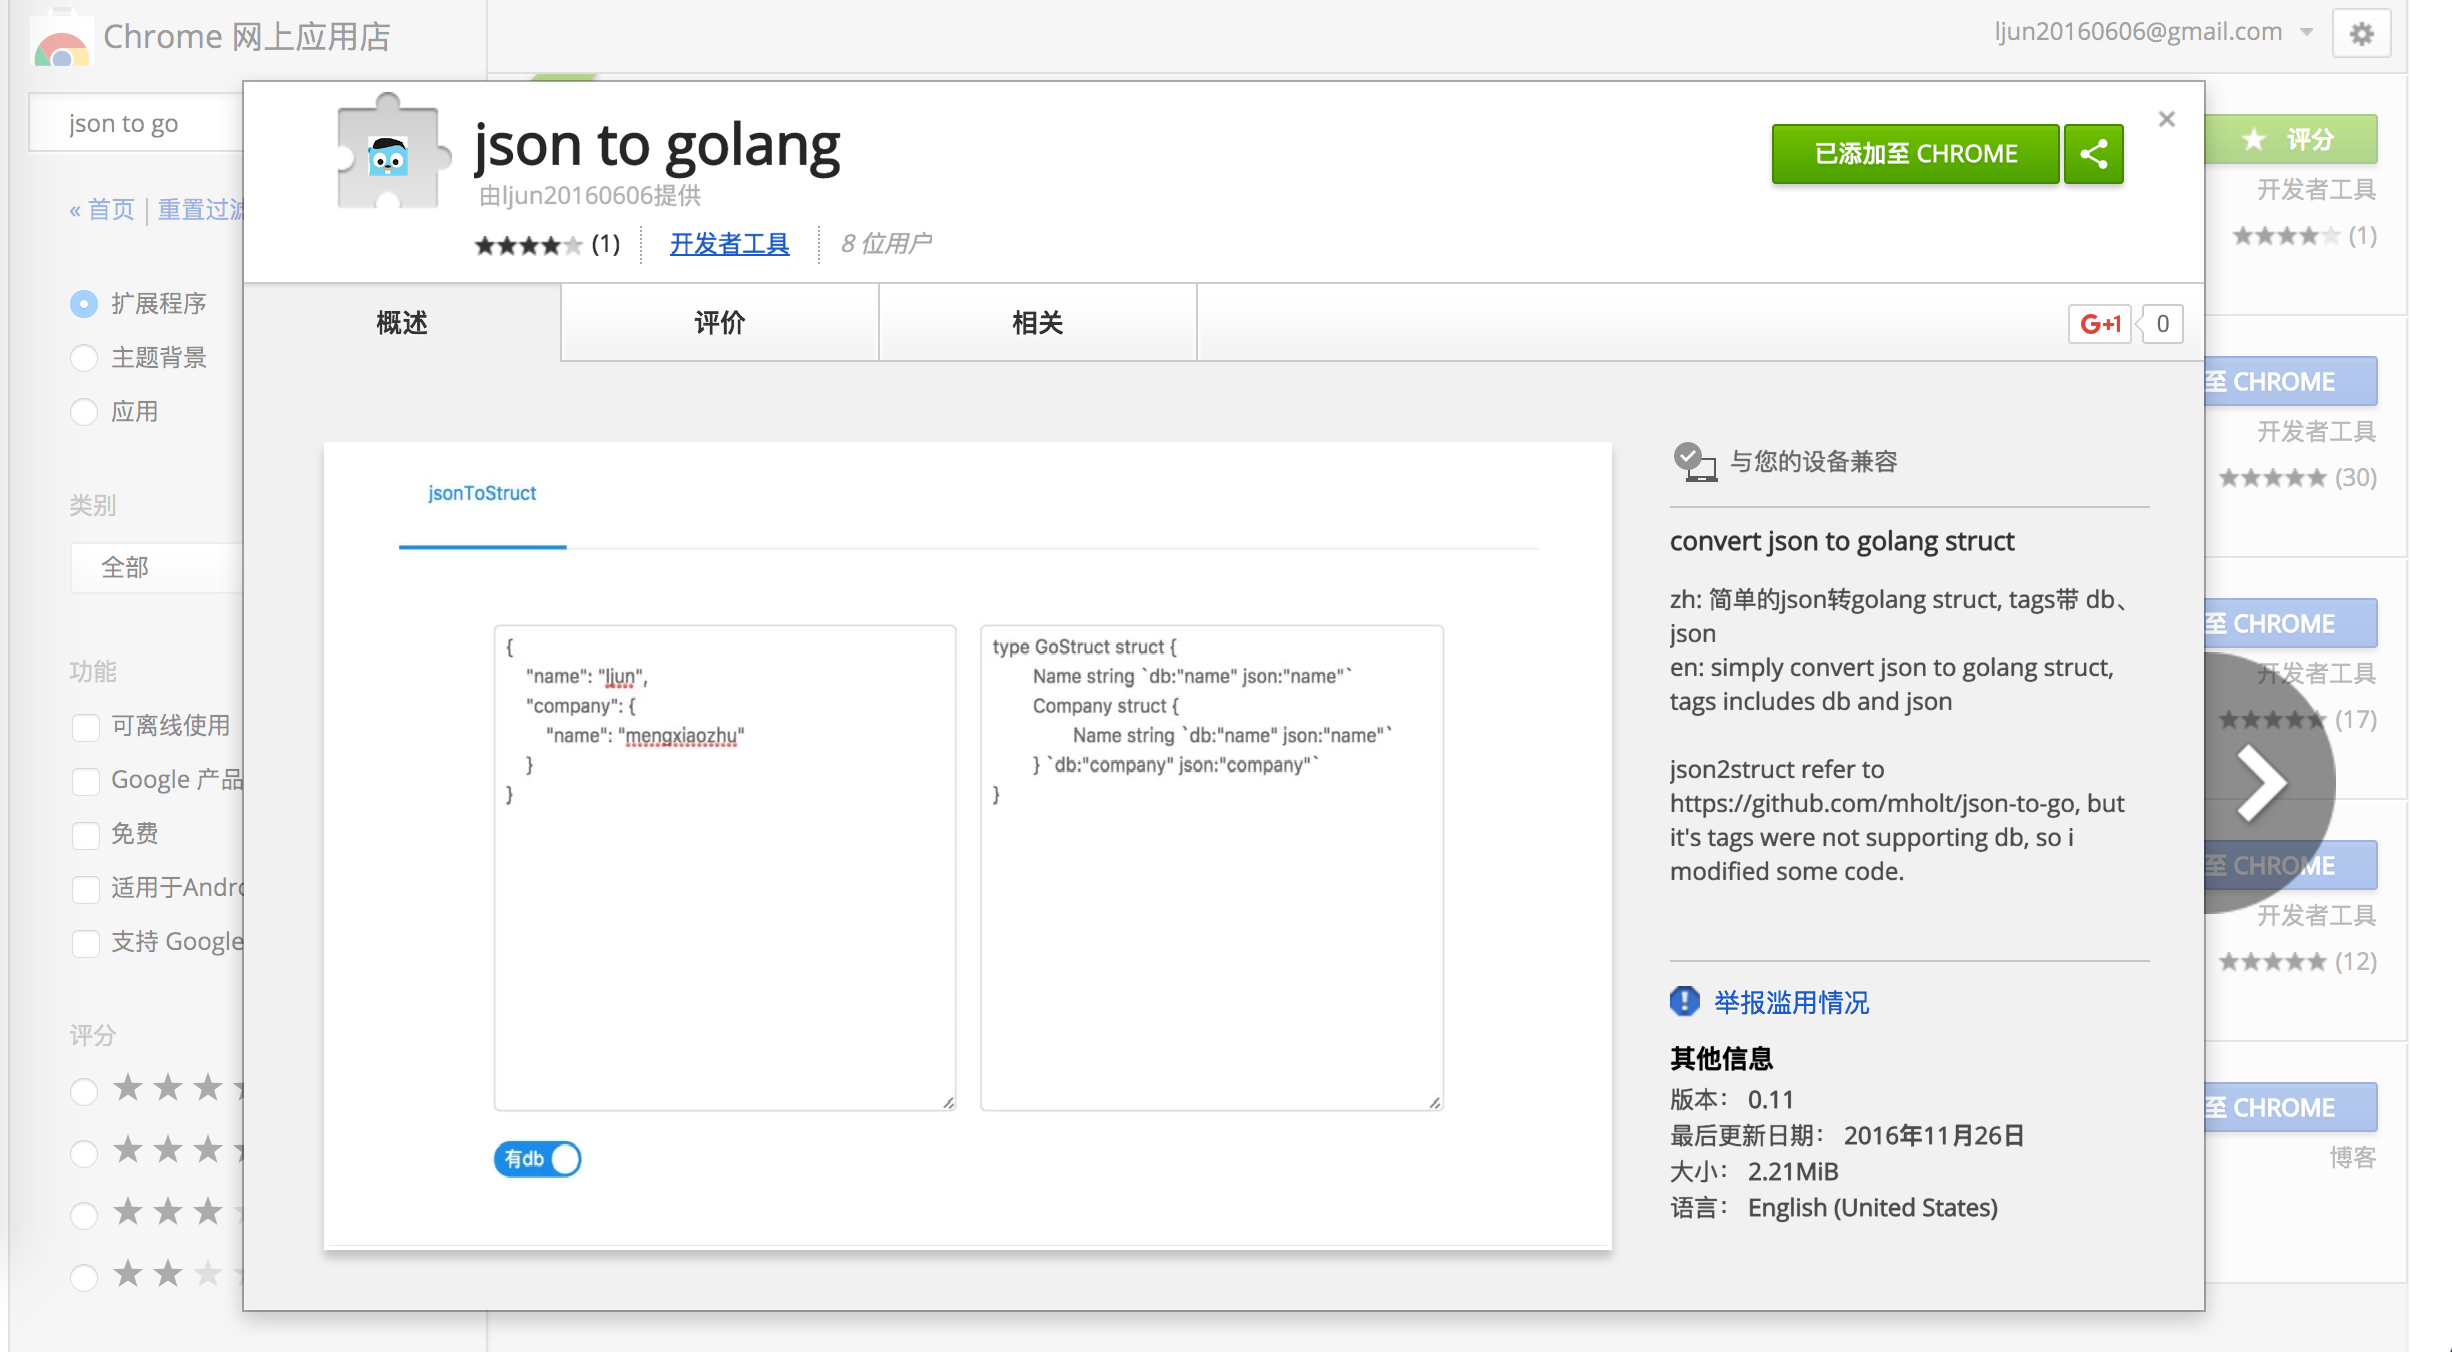 Chrome 网上应用店
ljun20160606@gmail.com
json to go
« 首页
重置过滤
扩展程序
主题背景
应用
类别
全部
功能
可离线使用
Google 产品
免费
适用于Andro
支持 Google
评分
json to golang
由ljun20160606提供
(1)
开发者工具
8 位用户
已添加至 CHROME
概述
评价
相关
G+1
0
jsonToStruct
{
"name": "ljun",
"company": {
"name": "mengxiaozhu"
}
}
type GoStruct struct {
Name string `db:"name" json:"name"`
Company struct {
Name string `db:"name" json:"name"`
} `db:"company" json:"company"`
}
有db
与您的设备兼容
convert json to golang struct
zh: 简单的json转golang struct, tags带 db、
json
en: simply convert json to golang struct,
tags includes db and json
json2struct refer to
https://github.com/mholt/json-to-go, but
it's tags were not supporting db, so i
modified some code.
举报滥用情况
其他信息
版本： 0.11
最后更新日期： 2016年11月26日
大小： 2.21MiB
语言： English (United States)
评分
开发者工具
(1)
至 CHROME
开发者工具
(30)
至 CHROME
开发者工具
(17)
至 CHROME
开发者工具
(12)
至 CHROME
博客